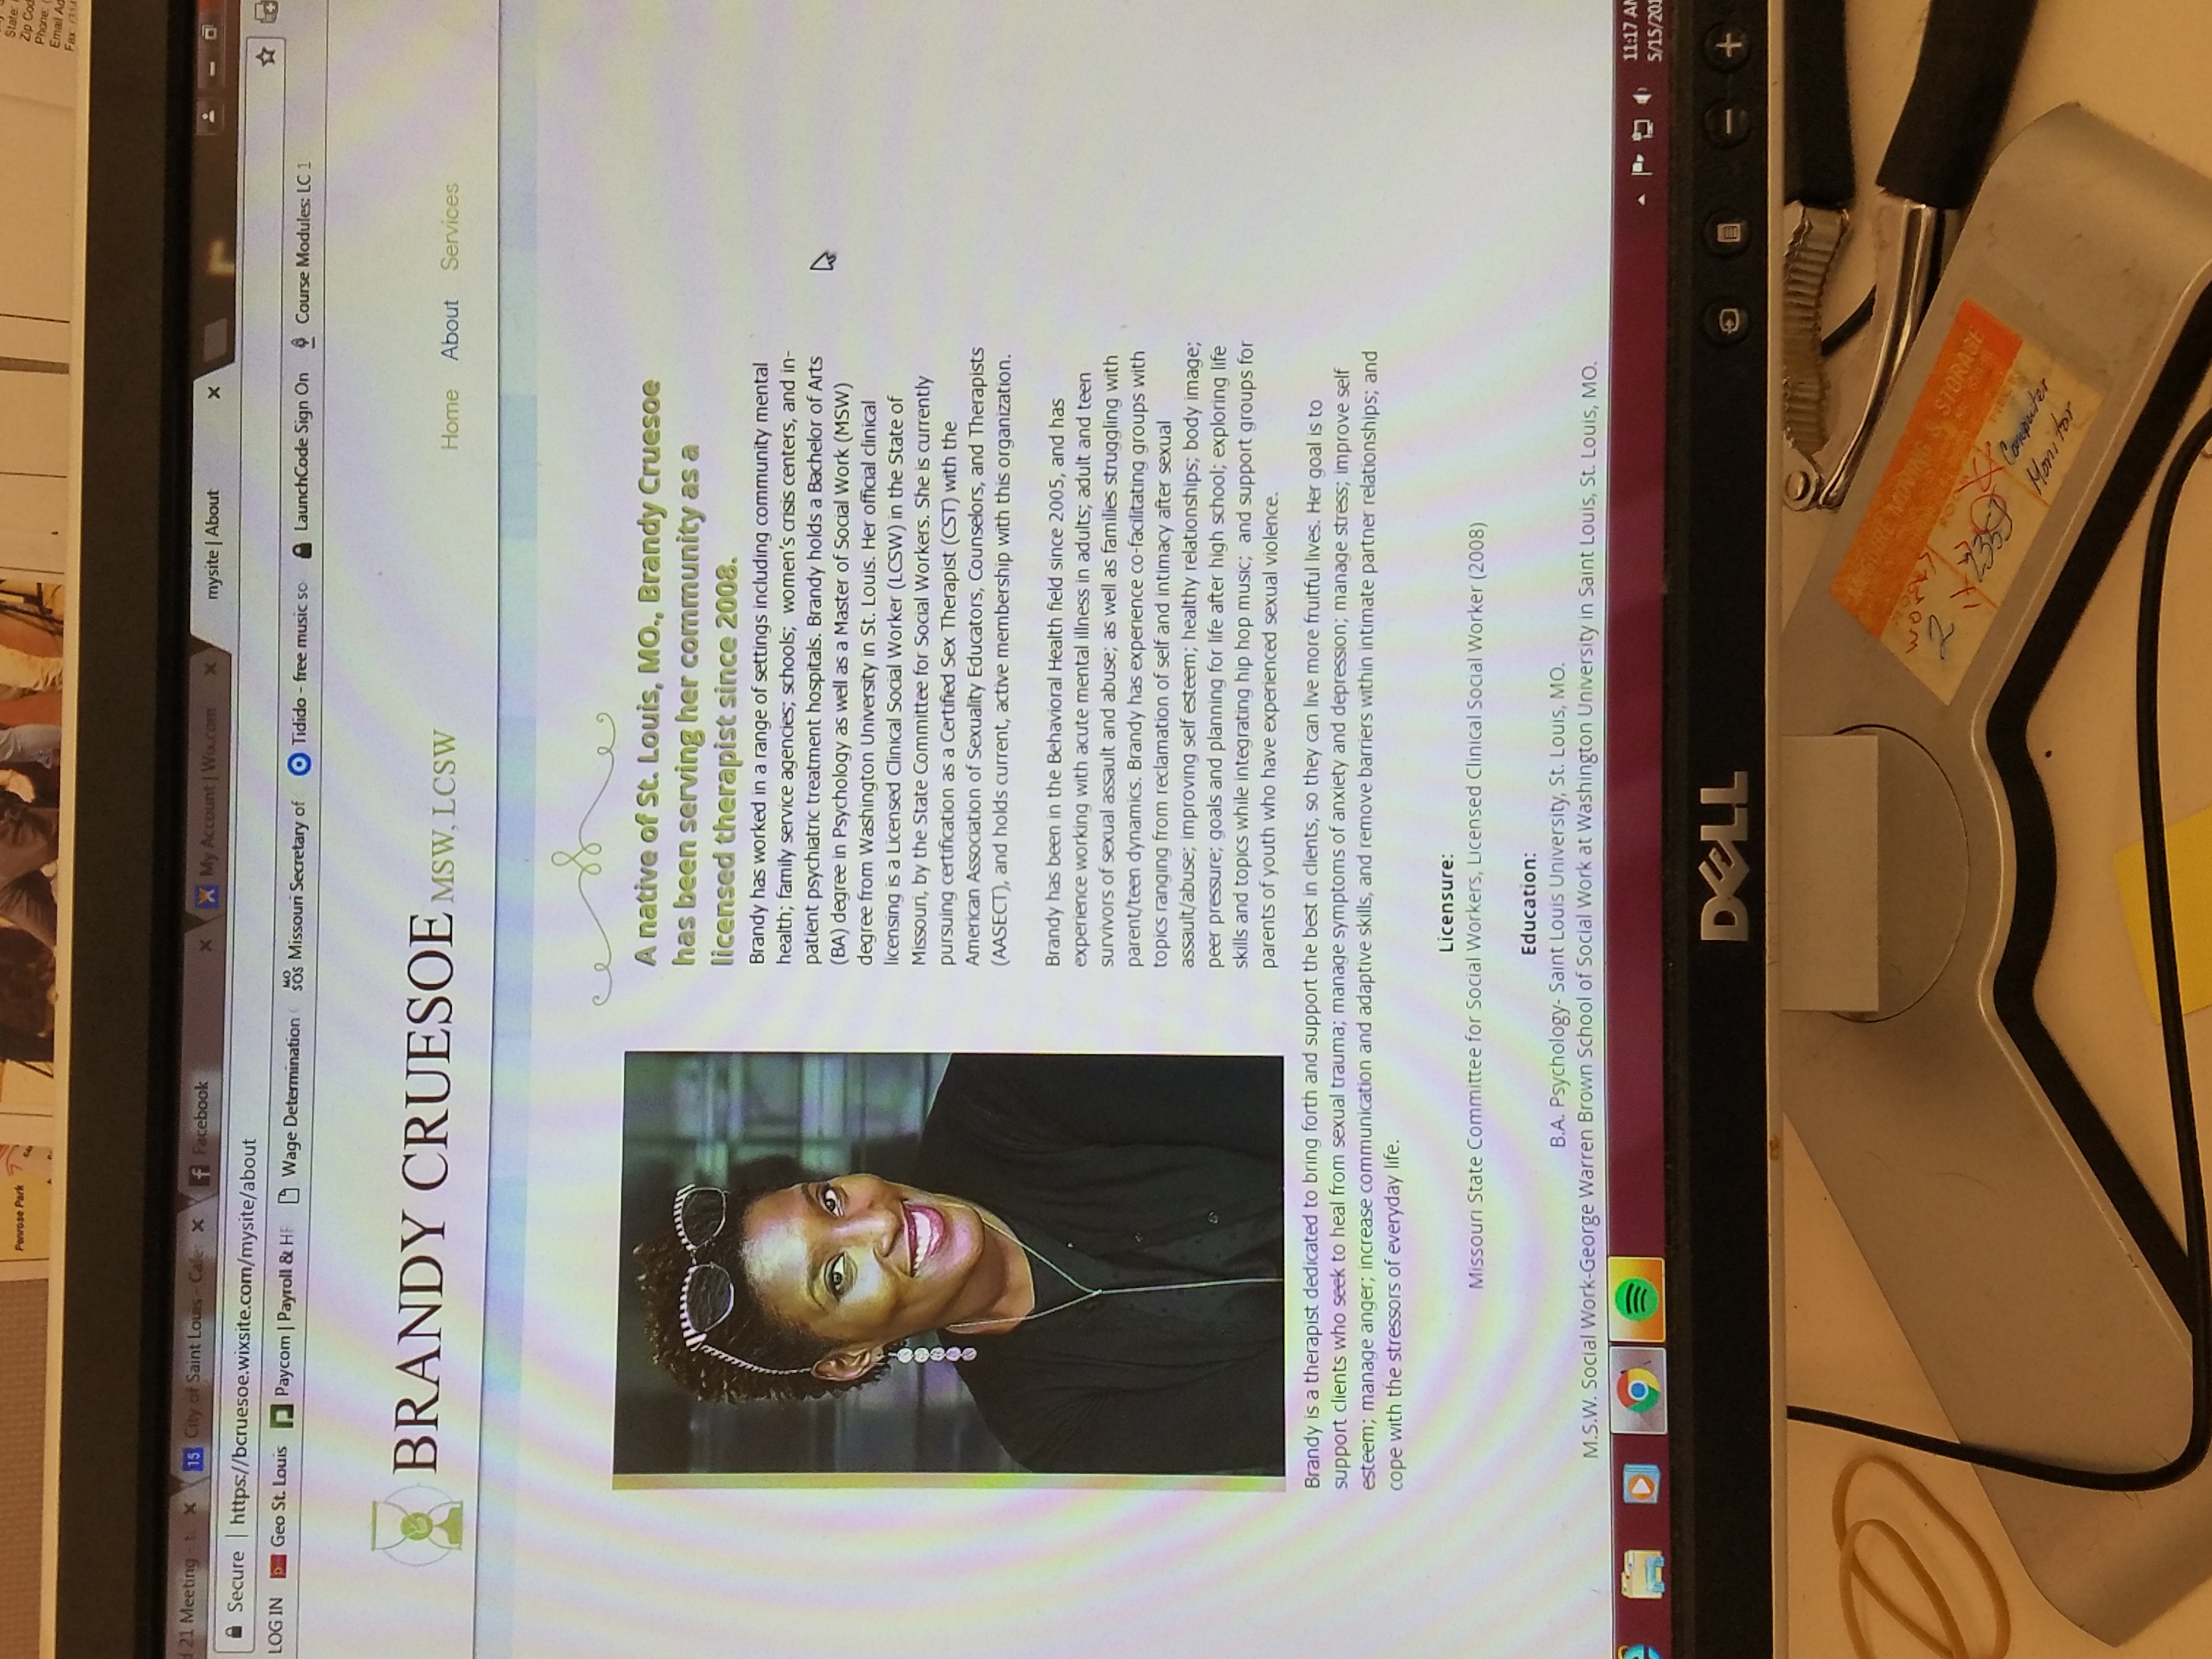 Penrose Park
State:
Zip Cod
Phone:
Email Ad
Fax:
21 Meeting - t
15 City of Saint Louis - Cale
Facebook
My Account | Wix.com
mysite | About
Secure | https://bcruesoe.wixsite.com/mysite/about
LOG IN Geo St. Louis Paycom | Payroll & HR Wage Determination MO SOS Missouri Secretary of Tidido - free music so LaunchCode Sign On Course Modules: LC 1
BRANDY CRUESOE MSW, LCSW
Home About Services
A native of St. Louis, MO., Brandy Cruesoe
has been serving her community as a
licensed therapist since 2008.
Brandy has worked in a range of settings including community mental
health; family service agencies; schools; women's crisis centers, and in-
patient psychiatric treatment hospitals. Brandy holds a Bachelor of Arts
(BA) degree in Psychology as well as a Master of Social Work (MSW)
degree from Washington University in St. Louis. Her official clinical
licensing is a Licensed Clinical Social Worker (LCSW) in the State of
Missouri, by the State Committee for Social Workers. She is currently
pursuing certification as a Certified Sex Therapist (CST) with the
American Association of Sexuality Educators, Counselors, and Therapists
(AASECT), and holds current, active membership with this organization.
Brandy has been in the Behavioral Health field since 2005, and has
experience working with acute mental illness in adults; adult and teen
survivors of sexual assault and abuse; as well as families struggling with
parent/teen dynamics. Brandy has experience co-facilitating groups with
topics ranging from reclamation of self and intimacy after sexual
assault/abuse; improving self esteem; healthy relationships; body image;
peer pressure; goals and planning for life after high school; exploring life
skills and topics while integrating hip hop music; and support groups for
parents of youth who have experienced sexual violence.
Brandy is a therapist dedicated to bring forth and support the best in clients, so they can live more fruitful lives. Her goal is to
support clients who seek to heal from sexual trauma; manage symptoms of anxiety and depression; manage stress; improve self
esteem; manage anger; increase communication and adaptive skills, and remove barriers within intimate partner relationships; and
cope with the stressors of everyday life.
Licensure:
Missouri State Committee for Social Workers, Licensed Clinical Social Worker (2008)
Education:
B.A. Psychology- Saint Louis University, St. Louis, MO.
M.S.W. Social Work-George Warren Brown School of Social Work at Washington University in Saint Louis, St. Louis, MO.
11:17 AM
5/15/201
DELL
MOVING & STORAGE
WORKS
2
Computer
Monitor